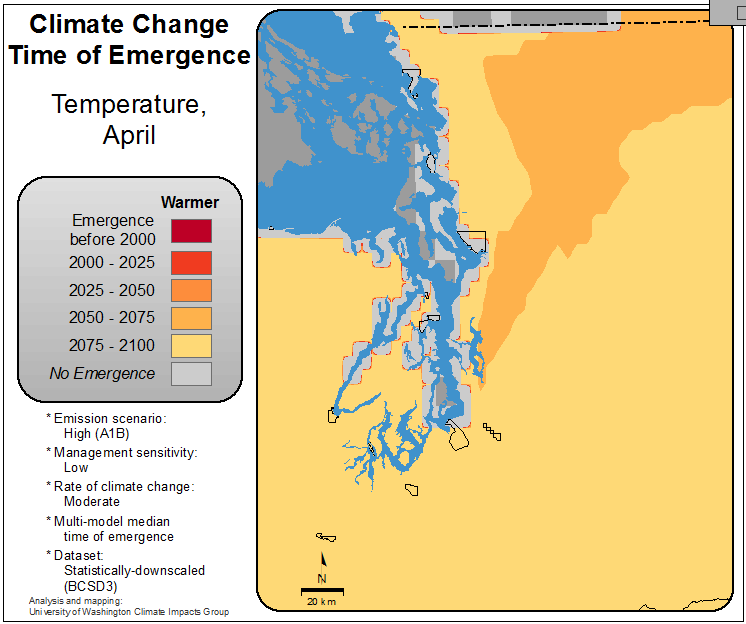 Climate Change
Time of Emergence
Temperature,
April
Warmer
Emergence
before 2000
2000 - 2025
2025 - 2050
2050 - 2075
2075 - 2100
No Emergence
* Emission scenario:
High (A1B)
* Management sensitivity:
Low
* Rate of climate change:
Moderate
* Multi-model median
time of emergence
* Dataset:
Statistically-downscaled
(BCSD3)
Analysis and mapping:
University of Washington Climate Impacts Group
N
20 km